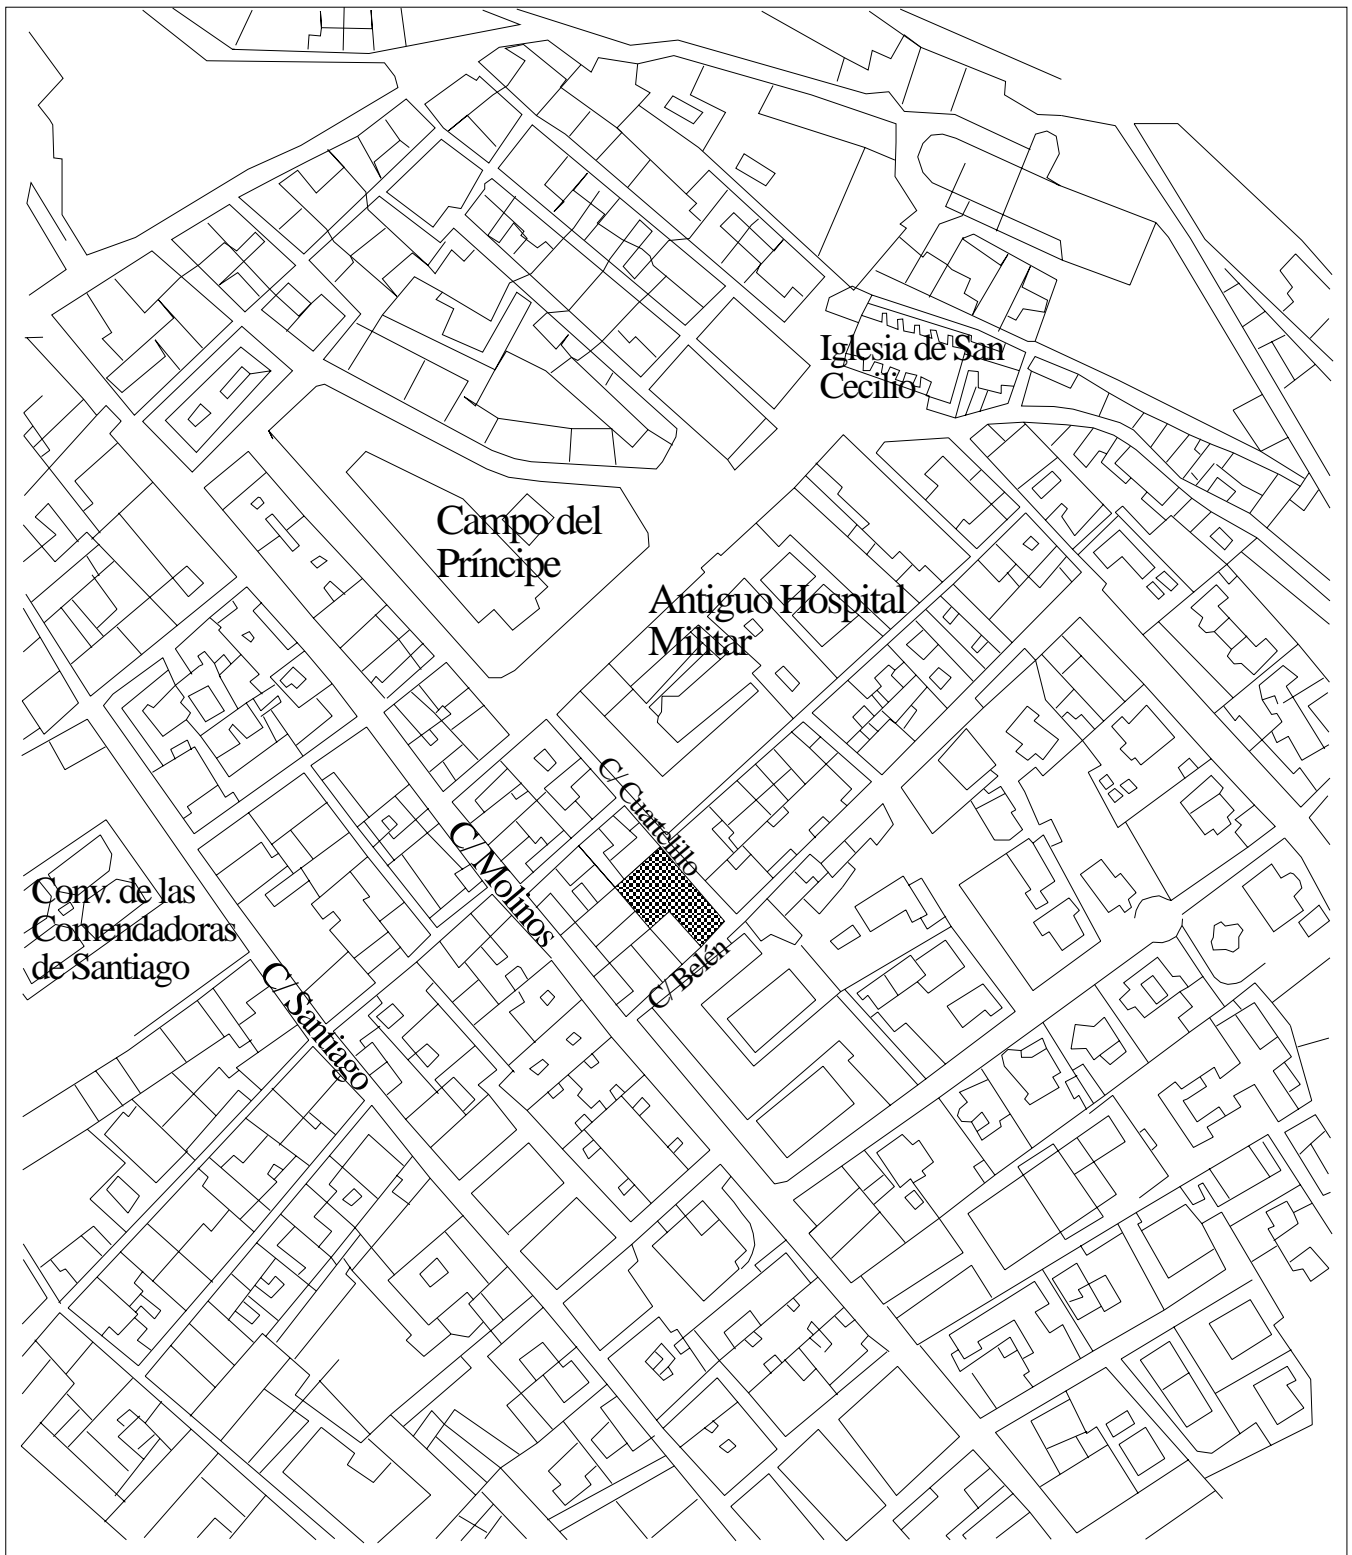 Iglesia de San
Cecilio
Campo del
Príncipe
Antiguo Hospital
Militar
C/ Cuartelillo
C/ Molinos
Conv. de las
Comendadoras
de Santiago
C/ Belén
C/ Santiago